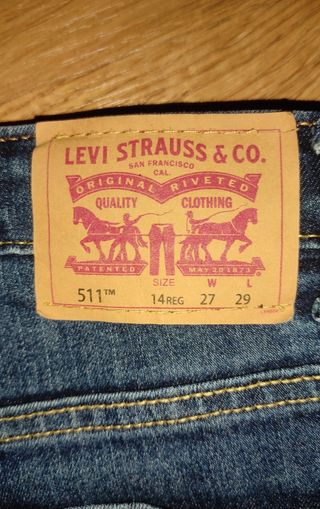 LEVI STRAUSS & CO.
SAN FRANCISCO
CAL.
ORIGINAL RIVETED
QUALITY CLOTHING
PATENTED MAY 20 1873
SIZE W L
511™ 14 REG 27 29